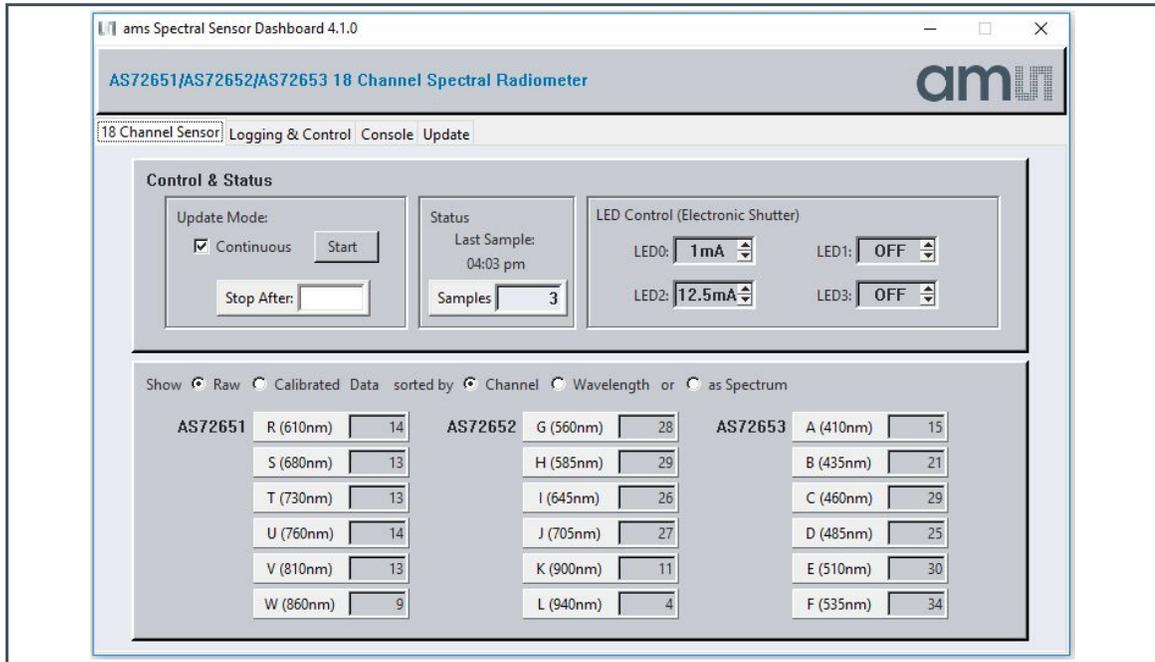 ams Spectral Sensor Dashboard 4.1.0
AS72651/AS72652/AS72653 18 Channel Spectral Radiometer
am
18 Channel Sensor Logging & Control Console Update
Control & Status
Update Mode:
Continuous Start
Stop After:
Status
Last Sample:
04:03 pm
Samples 3
LED Control (Electronic Shutter)
LED0: 1mA LED1: OFF
LED2: 12.5mA LED3: OFF
Show Raw Calibrated Data sorted by Channel Wavelength or as Spectrum
AS72651 R (610nm) 14 AS72652 G (560nm) 28 AS72653 A (410nm) 15
S (680nm) 13 H (585nm) 29 B (435nm) 21
T (730nm) 13 I (645nm) 26 C (460nm) 29
U (760nm) 14 J (705nm) 27 D (485nm) 25
V (810nm) 13 K (900nm) 11 E (510nm) 30
W (860nm) 9 L (940nm) 4 F (535nm) 34